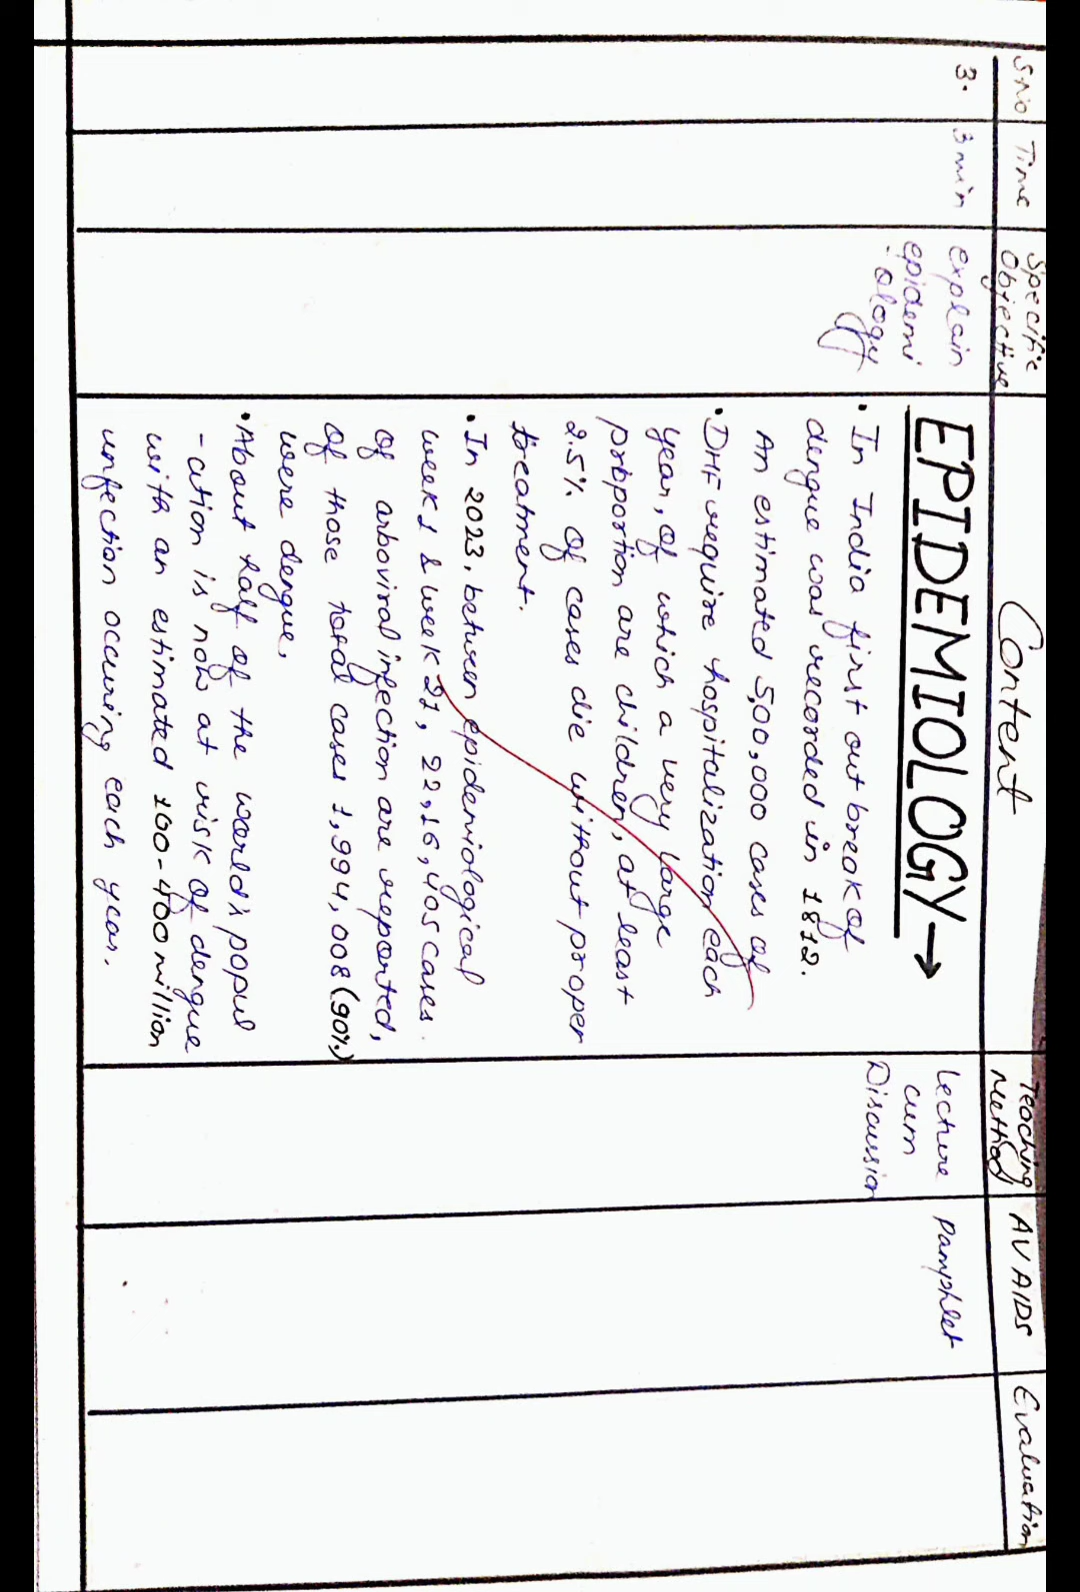 S.No
Time
Specific
Objective
Content
Teaching
Method
AV AIDS
Evaluation
3.
3 min
explain
epidemi
ology
EPIDEMIOLOGY→
• In India first out break of
dengue was recorded in 1812.
An estimated 5,00,000 cases of
• DHF require hospitalization each
year, of which a very large
proportion are children, at least
2.5% of cases die without proper
treatment.
• In 2023, between epidemiological
week 1 & week 21, 22,16,405 cases.
of arboviral infection are reported,
of those total cases 1,994,008 (90%)
were dengue,
• About half of the world's popul
-ation is now at risk of dengue
with an estimated 100-400 million
infection occuring each year.
Lecture
cum
Discussion
Pamphlet